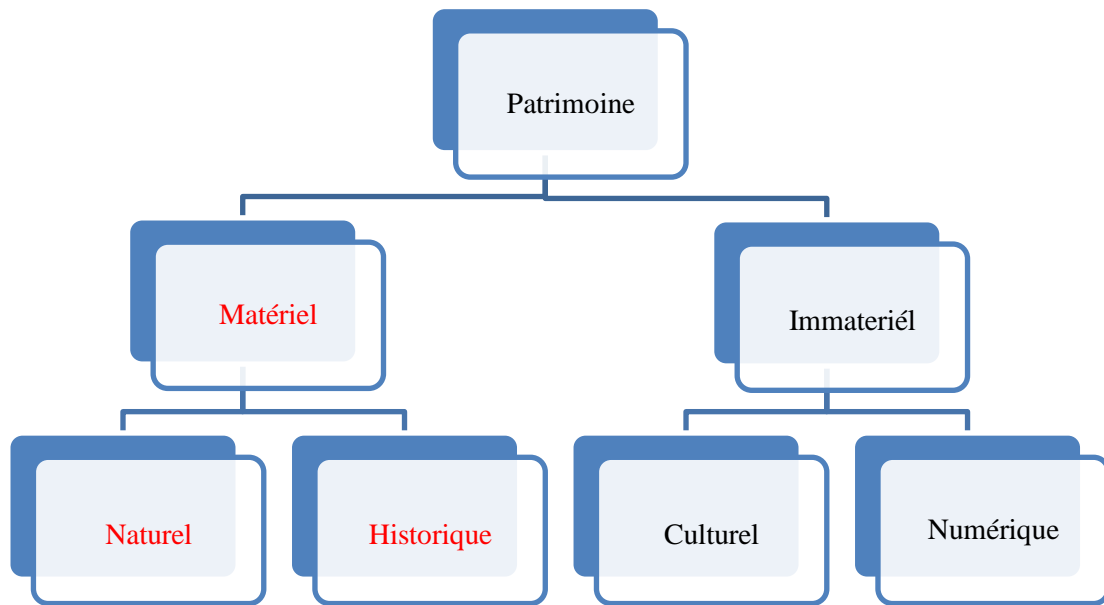 Patrimoine
Matériel
Immateriél
Naturel
Historique
Culturel
Numérique